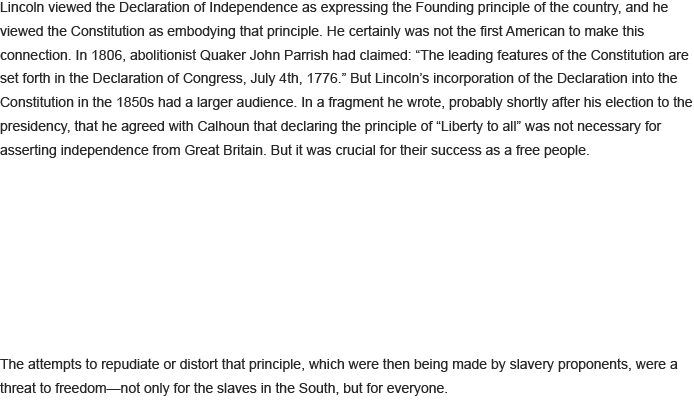 Lincoln viewed the Declaration of Independence as expressing the Founding principle of the country, and he
viewed the Constitution as embodying that principle. He certainly was not the first American to make this
connection. In 1806, abolitionist Quaker John Parrish had claimed: “The leading features of the Constitution are
set forth in the Declaration of Congress, July 4th, 1776.” But Lincoln’s incorporation of the Declaration into the
Constitution in the 1850s had a larger audience. In a fragment he wrote, probably shortly after his election to the
presidency, that he agreed with Calhoun that declaring the principle of “Liberty to all” was not necessary for
asserting independence from Great Britain. But it was crucial for their success as a free people.
The attempts to repudiate or distort that principle, which were then being made by slavery proponents, were a
threat to freedom—not only for the slaves in the South, but for everyone.